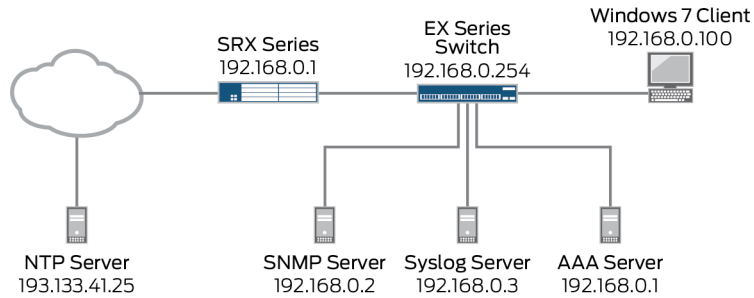 Windows 7 Client
192.168.0.100
EX Series
Switch
192.168.0.254
SRX Series
192.168.0.1
NTP Server
193.133.41.25
SNMP Server
192.168.0.2
Syslog Server
192.168.0.3
AAA Server
192.168.0.1